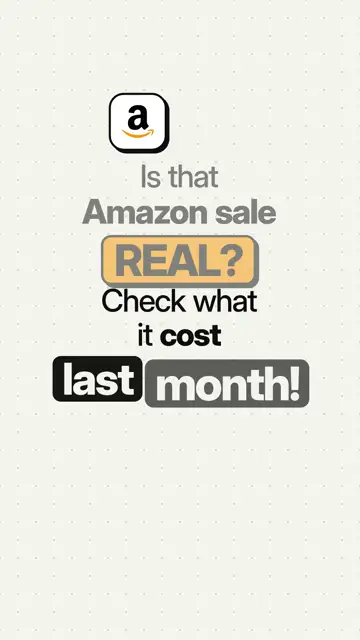 a
Is that
Amazon sale
REAL?
Check what
it cost
last month!